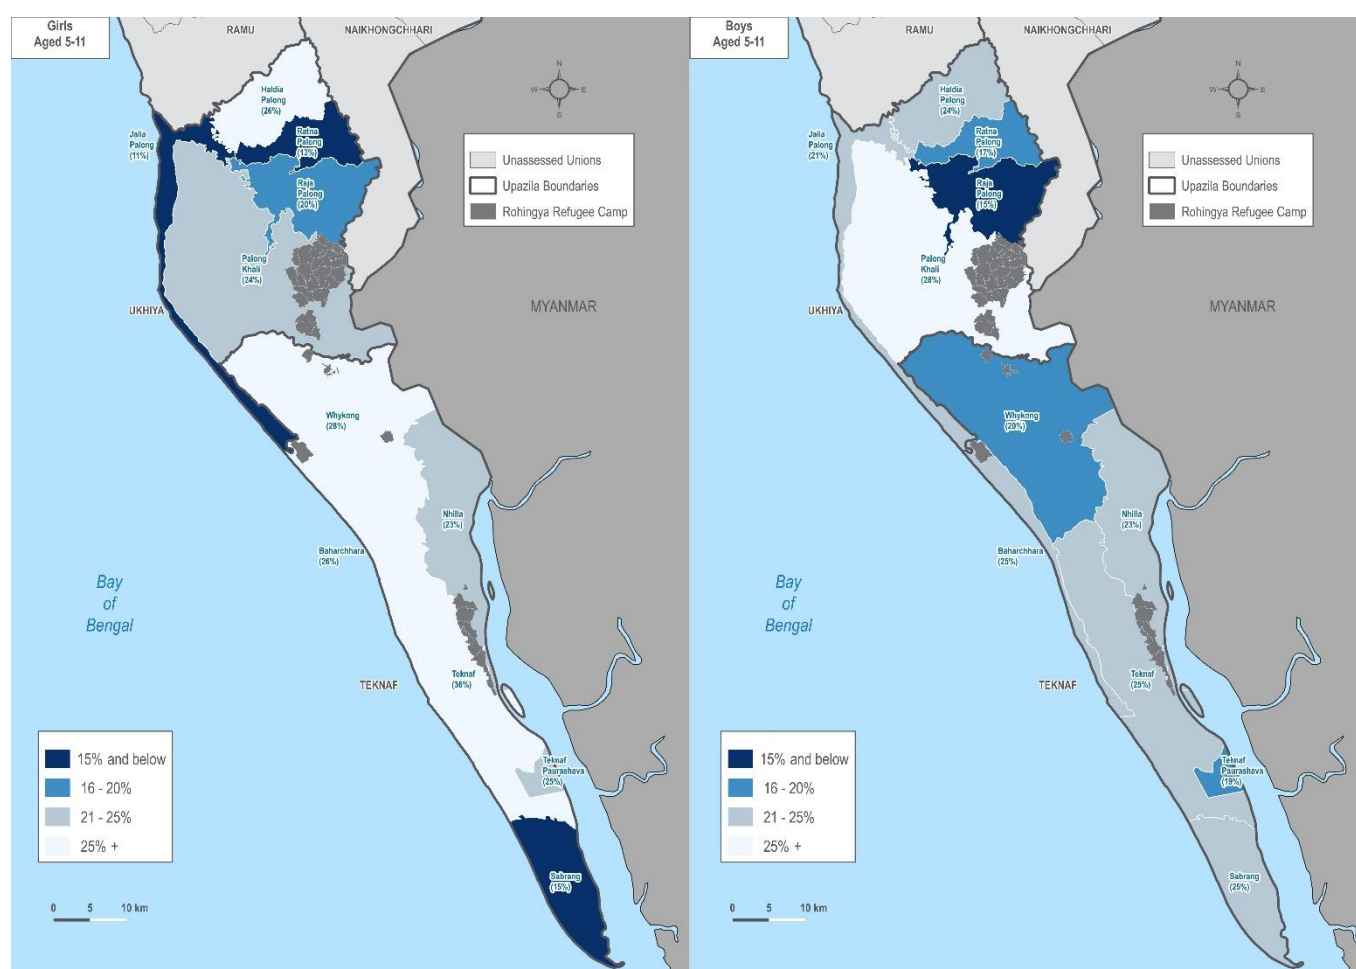 Girls
Aged 5-11
RAMU
NAIKHONGCHHARI
Haldia
Palong
(26%)
N
W
E
S
Jalia
Palong
(11%)
Ratna
Palong
(13%)
Unassessed Unions
Upazila Boundaries
Rohingya Refugee Camp
Raja
Palong
(20%)
Palong
Khali
(24%)
UKHIYA
MYANMAR
Whykong
(28%)
Nhilla
(23%)
Baharchhara
(26%)
Bay
of
Bengal
Teknaf
(36%)
TEKNAF
15% and below
16 - 20%
21 - 25%
25% +
Teknaf
Paurashava
(25%)
Sabrang
(15%)
0 5 10 km
Boys
Aged 5-11
RAMU
NAIKHONGCHHARI
Haldia
Palong
(24%)
N
W
E
S
Jalia
Palong
(21%)
Ratna
Palong
(17%)
Unassessed Unions
Upazila Boundaries
Rohingya Refugee Camp
Raja
Palong
(15%)
Palong
Khali
(28%)
UKHIYA
MYANMAR
Whykong
(20%)
Nhilla
(23%)
Baharchhara
(25%)
Bay
of
Bengal
Teknaf
(25%)
TEKNAF
15% and below
16 - 20%
21 - 25%
25% +
Teknaf
Paurashava
(19%)
Sabrang
(25%)
0 5 10 km